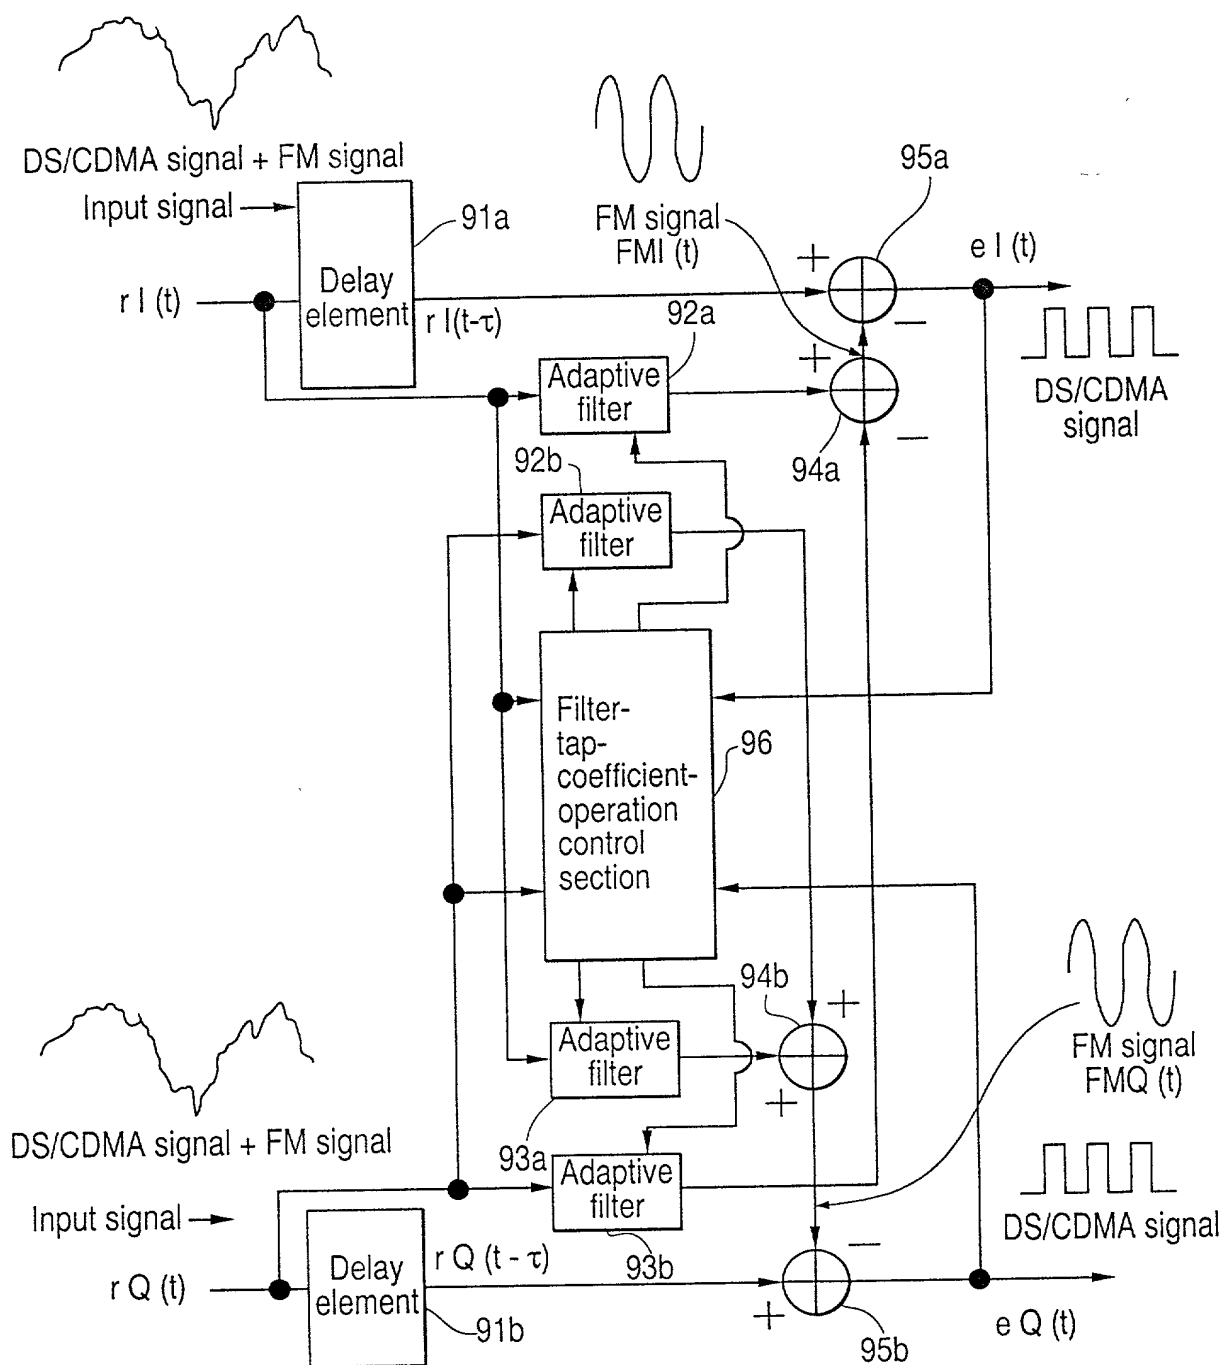 DS/CDMA signal + FM signal
Input signal
91a
Delay
element
r I (t)
r I(t-τ)
FM signal
FMI (t)
95a
+
e I (t)
−
DS/CDMA
signal
92a
Adaptive
filter
+
94a
−
92b
Adaptive
filter
Filter-
tap-
coefficient-
operation
control
section
96
94b
+
+
Adaptive
filter
93a
FM signal
FMQ (t)
DS/CDMA signal + FM signal
Adaptive
filter
93b
Input signal
DS/CDMA signal
r Q (t)
Delay
element
r Q (t - τ)
91b
−
+
95b
e Q (t)